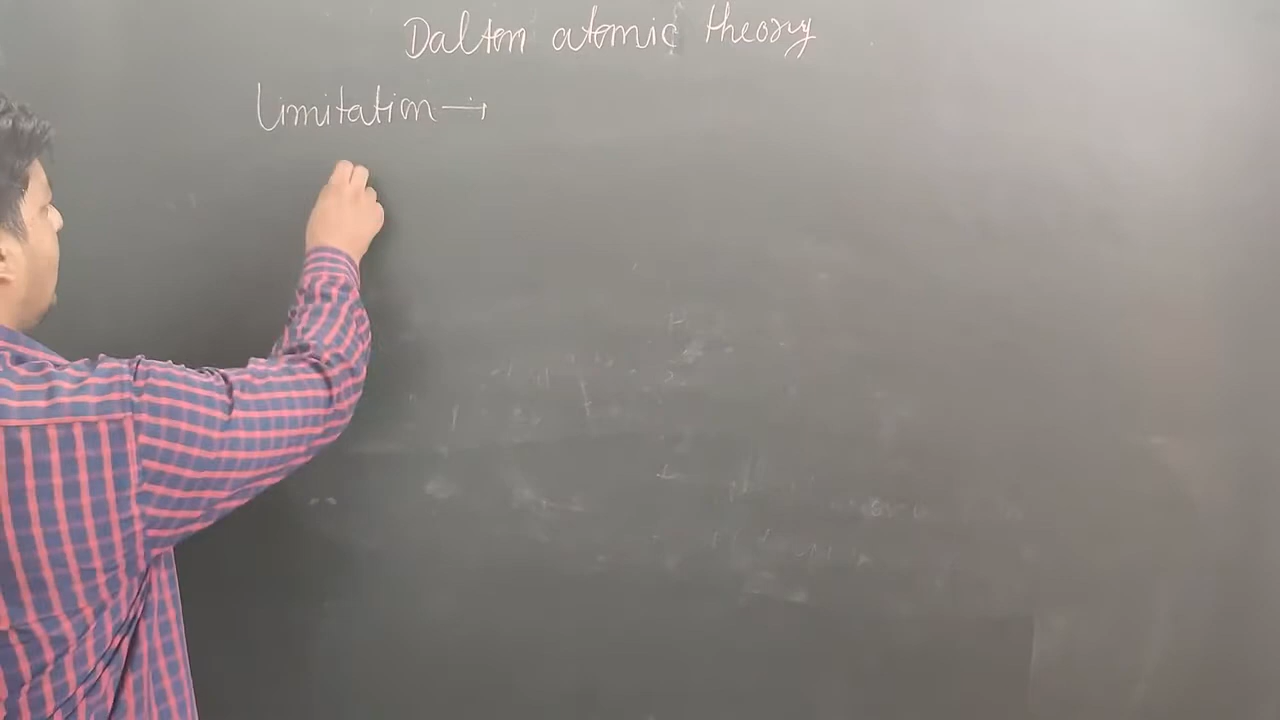 Dalton atomic theory
Limitation →